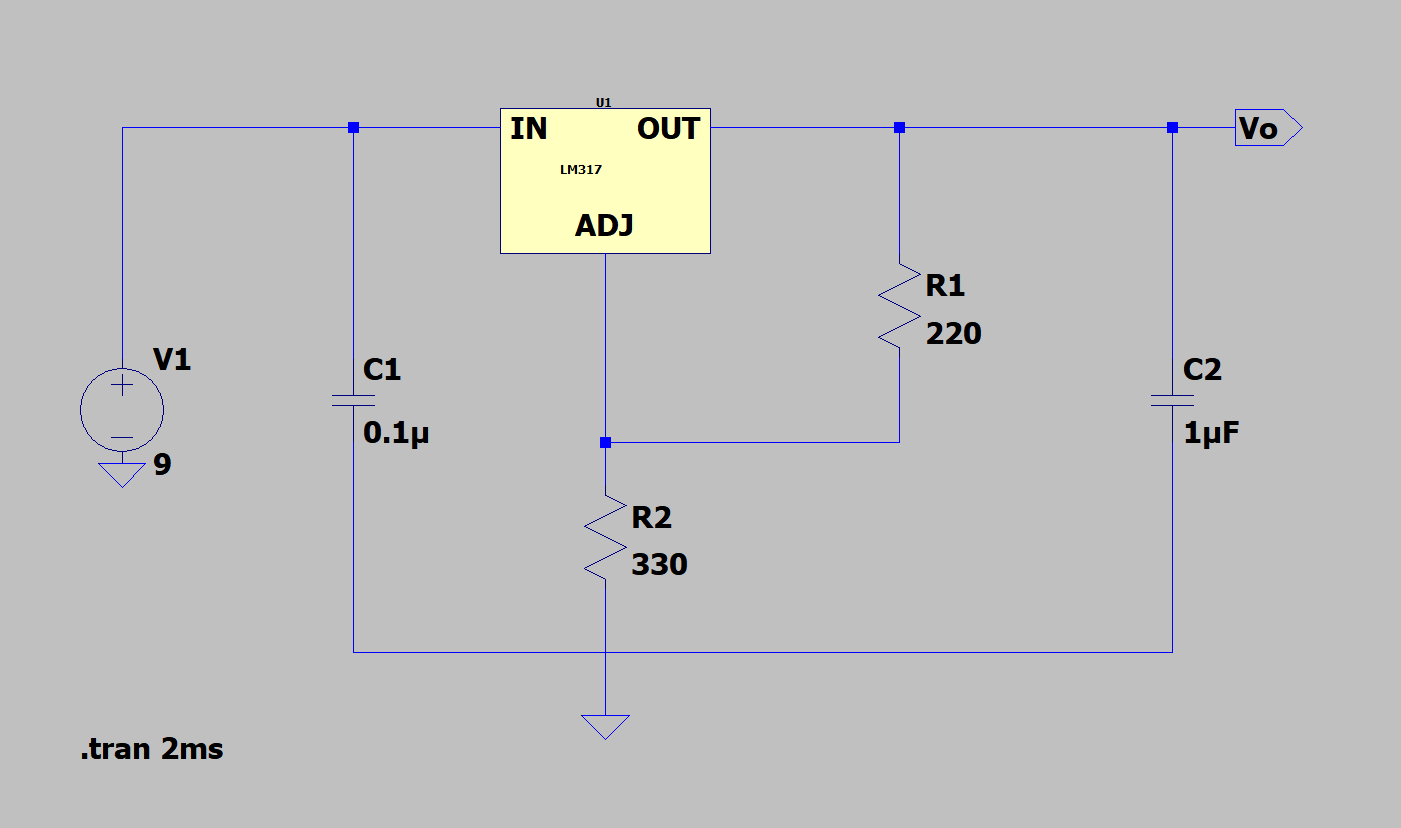 U1
IN OUT
Vo
LM317
ADJ
R1
220
V1
C1
C2
0.1µ
1µF
9
R2
330
.tran 2ms